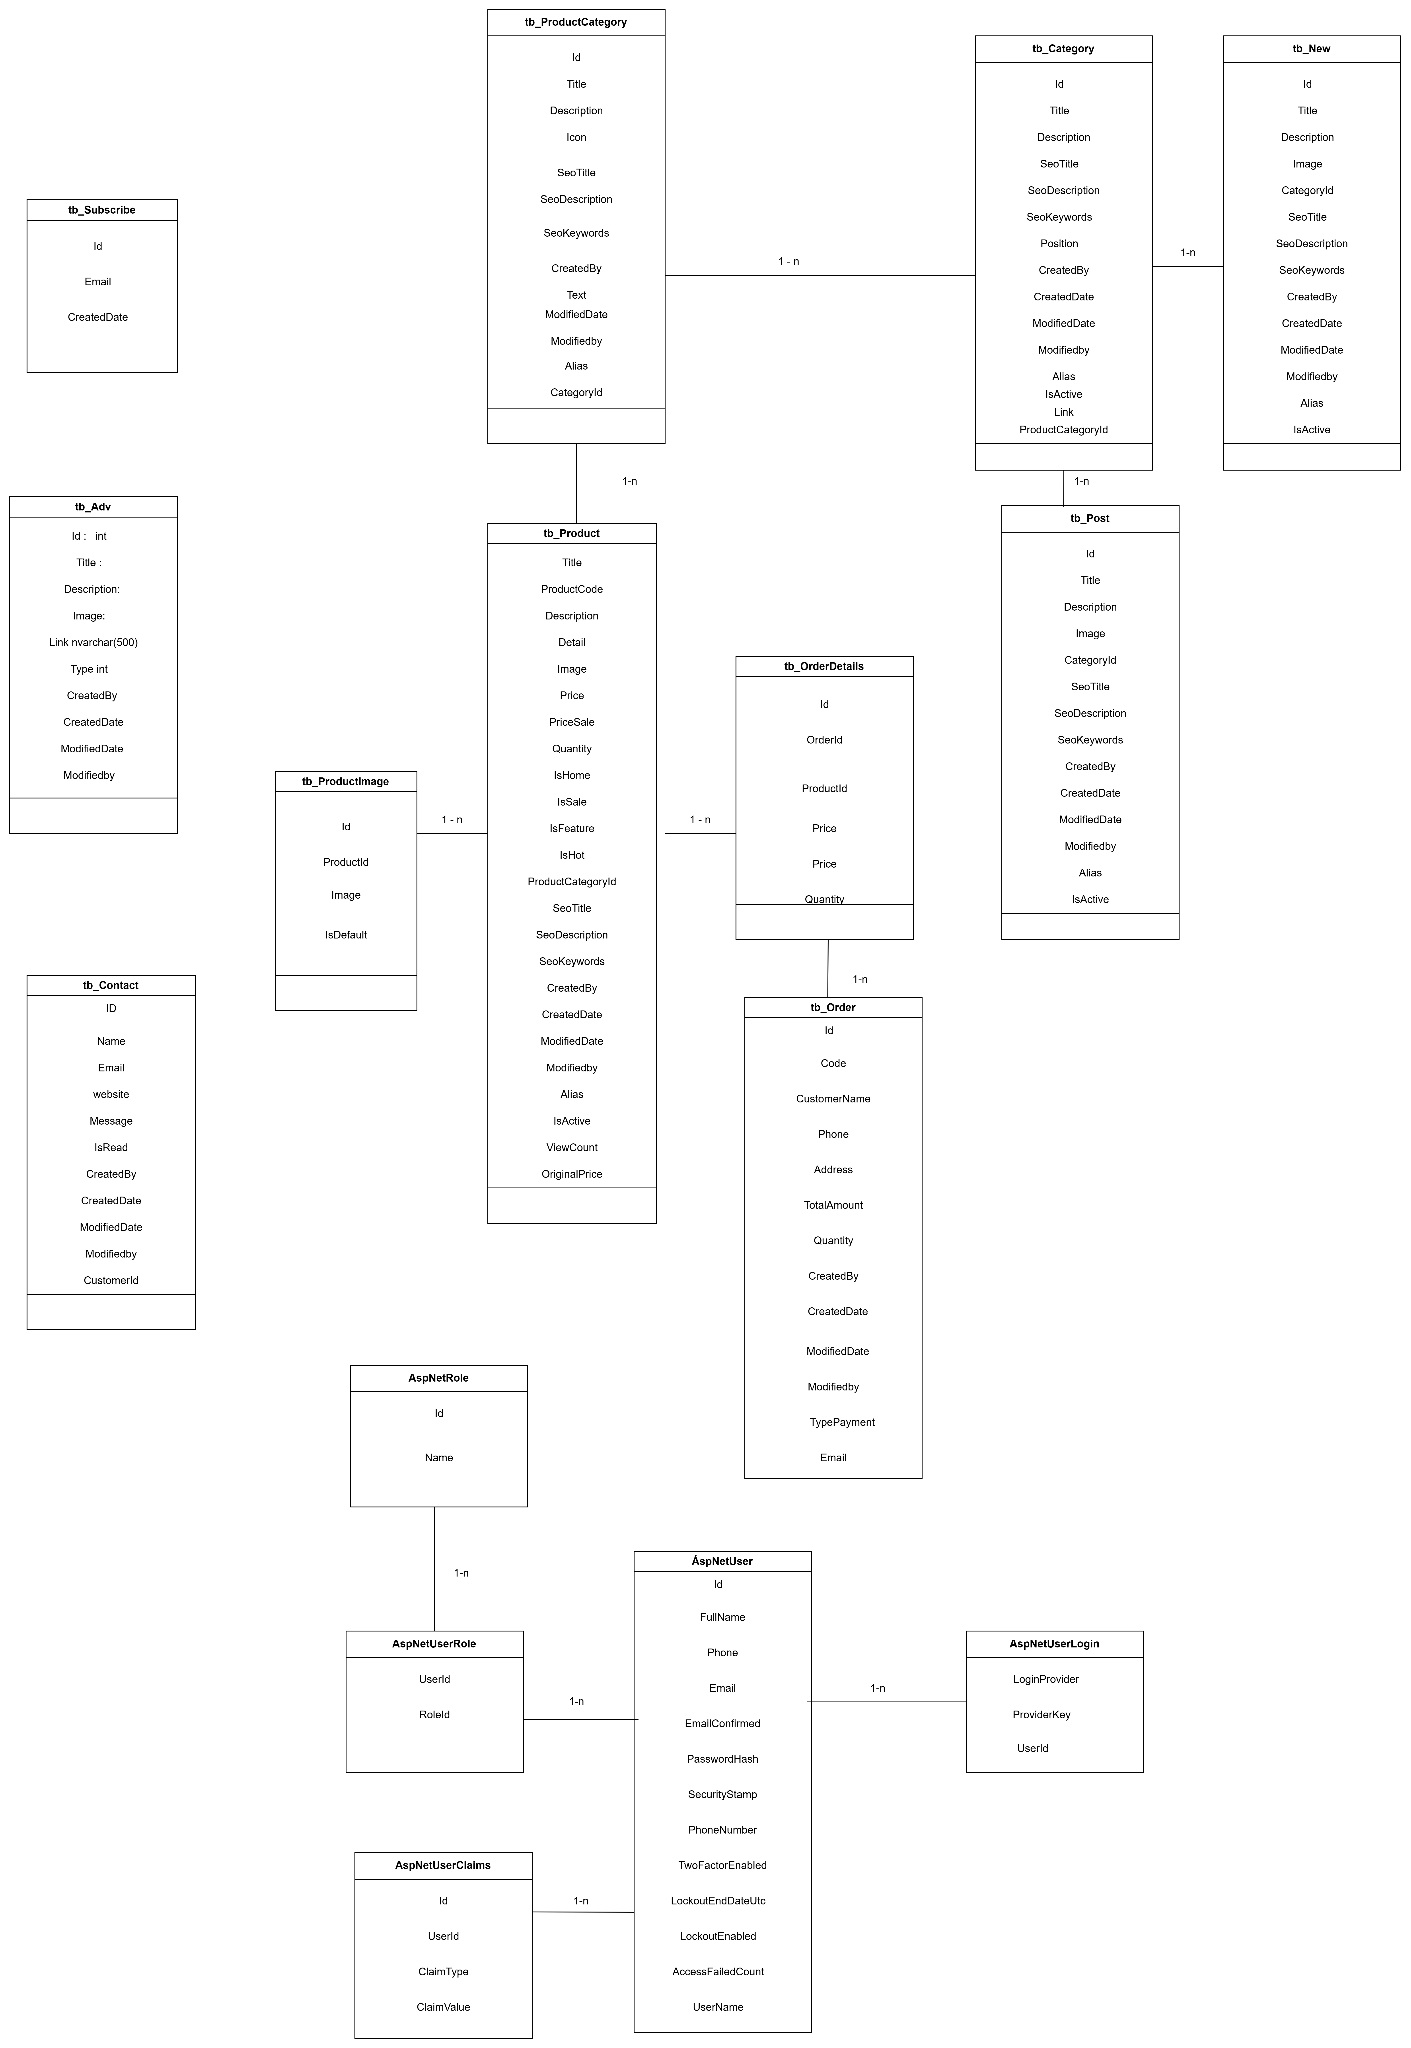 tb_ProductCategory
Id
Title
Description
Icon
SeoTitle
SeoDescription
SeoKeywords
CreatedBy
Text
ModifiedDate
Modifiedby
Alias
CategoryId
tb_Category
Id
Title
Description
SeoTitle
SeoDescription
SeoKeywords
Position
CreatedBy
CreatedDate
ModifiedDate
Modifiedby
Alias
IsActive
Link
ProductCategoryId
tb_New
Id
Title
Description
Image
CategoryId
SeoTitle
SeoDescription
SeoKeywords
CreatedBy
CreatedDate
ModifiedDate
Modifiedby
Alias
IsActive
1 - n
1-n
1-n
1-n
tb_Subscribe
Id
Email
CreatedDate
tb_Adv
Id : int
Title :
Description:
Image:
Link nvarchar(500)
Type int
CreatedBy
CreatedDate
ModifiedDate
Modifiedby
tb_Product
Title
ProductCode
Description
Detail
Image
Price
PriceSale
Quantity
IsHome
IsSale
IsFeature
IsHot
ProductCategoryId
SeoTitle
SeoDescription
SeoKeywords
CreatedBy
CreatedDate
ModifiedDate
Modifiedby
Alias
IsActive
ViewCount
OriginalPrice
tb_Post
Id
Title
Description
Image
CategoryId
SeoTitle
SeoDescription
SeoKeywords
CreatedBy
CreatedDate
ModifiedDate
Modifiedby
Alias
IsActive
tb_OrderDetails
Id
OrderId
ProductId
Price
Price
Quantity
tb_ProductImage
Id
ProductId
Image
IsDefault
1 - n
1 - n
1-n
tb_Contact
ID
Name
Email
website
Message
IsRead
CreatedBy
CreatedDate
ModifiedDate
Modifiedby
CustomerId
tb_Order
Id
Code
CustomerName
Phone
Address
TotalAmount
Quantity
CreatedBy
CreatedDate
ModifiedDate
Modifiedby
TypePayment
Email
AspNetRole
Id
Name
1-n
AspNetUserRole
UserId
RoleId
1-n
ÁspNetUser
Id
FullName
Phone
Email
EmailConfirmed
PasswordHash
SecurityStamp
PhoneNumber
TwoFactorEnabled
LockoutEndDateUtc
LockoutEnabled
AccessFailedCount
UserName
1-n
AspNetUserLogin
LoginProvider
ProviderKey
UserId
AspNetUserClaims
Id
UserId
ClaimType
ClaimValue
1-n